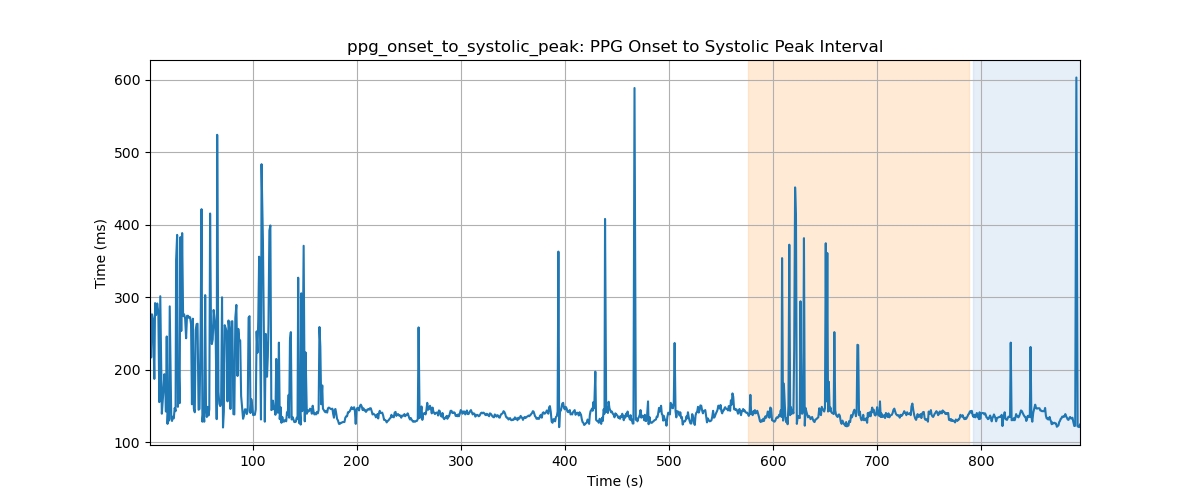 ppg_onset_to_systolic_peak: PPG Onset to Systolic Peak Interval
600
500
400
300
200
100
Time (ms)
100 200 300 400 500 600 700 800
Time (s)